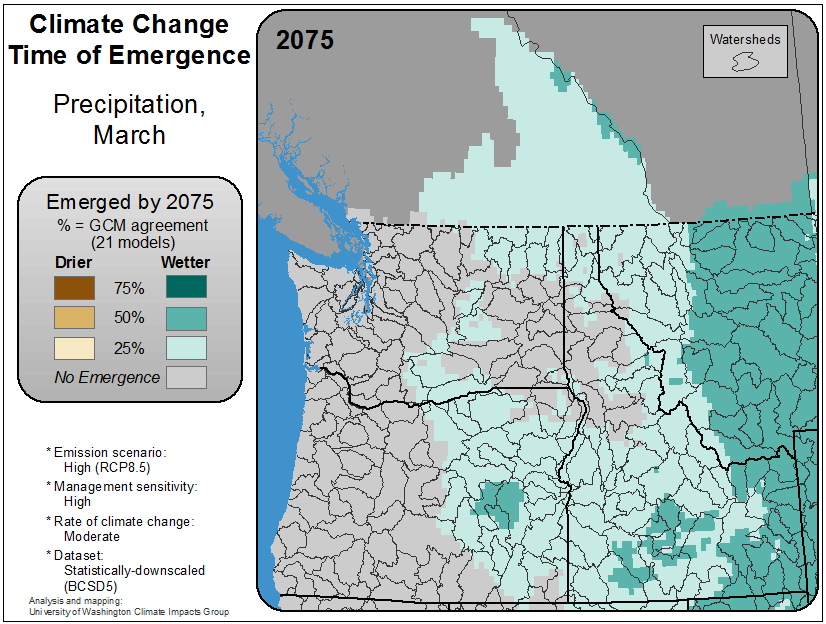 Climate Change
Time of Emergence
Precipitation,
March
Emerged by 2075
% = GCM agreement
(21 models)
Drier Wetter
75%
50%
25%
No Emergence
* Emission scenario:
High (RCP8.5)
* Management sensitivity:
High
* Rate of climate change:
Moderate
* Dataset:
Statistically-downscaled
(BCSD5)
Analysis and mapping:
University of Washington Climate Impacts Group
2075
Watersheds